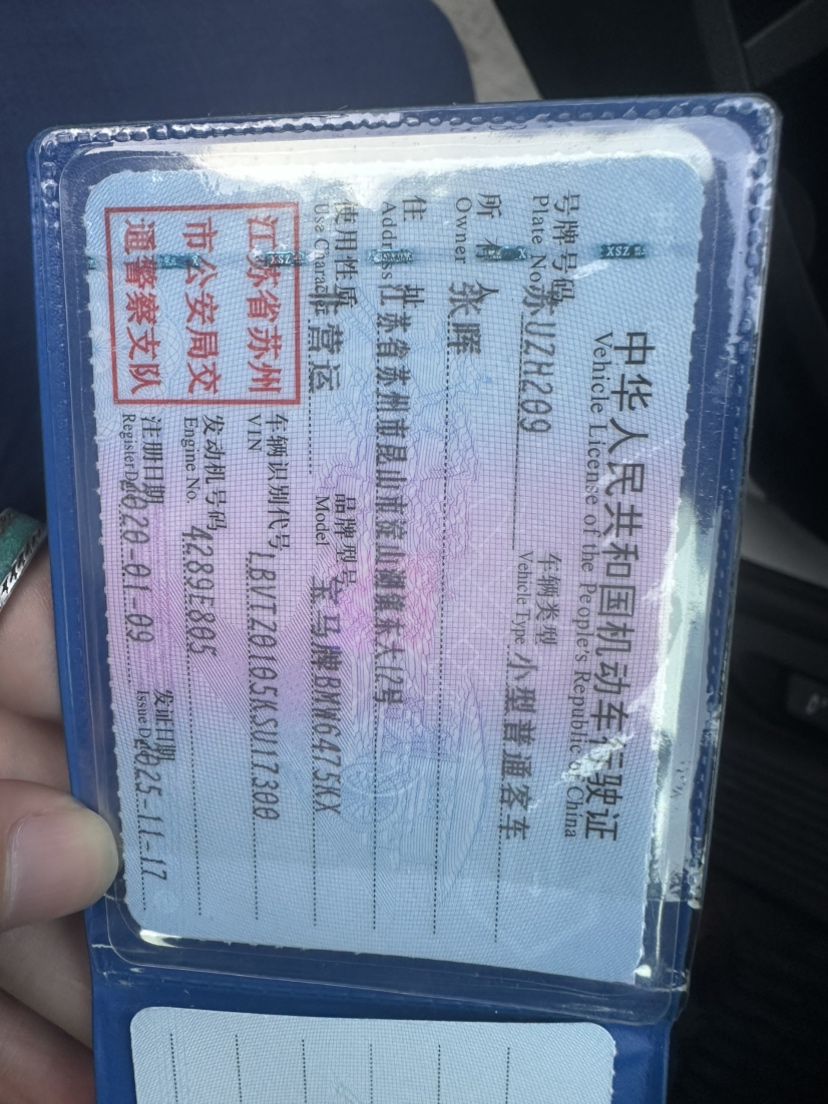 中华人民共和国机动车行驶证
Vehicle License of the People's Republic of China
号牌号码 苏UZH209 车辆类型 小型普通客车
Plate No. Vehicle Type
所有人 张晖
Owner
住址 江苏省苏州市昆山市淀山湖镇东大12号
Address
使用性质 非营运 品牌型号 宝马牌BMW6475KX
Use Character Model
江苏省苏州
市公安局交
通警察支队
车辆识别代号 LBVTZ0105KSU17300
VIN
发动机号码 4289E805
Engine No.
注册日期 2020-01-09 发证日期 2025-11-17
Register Date Issue Date